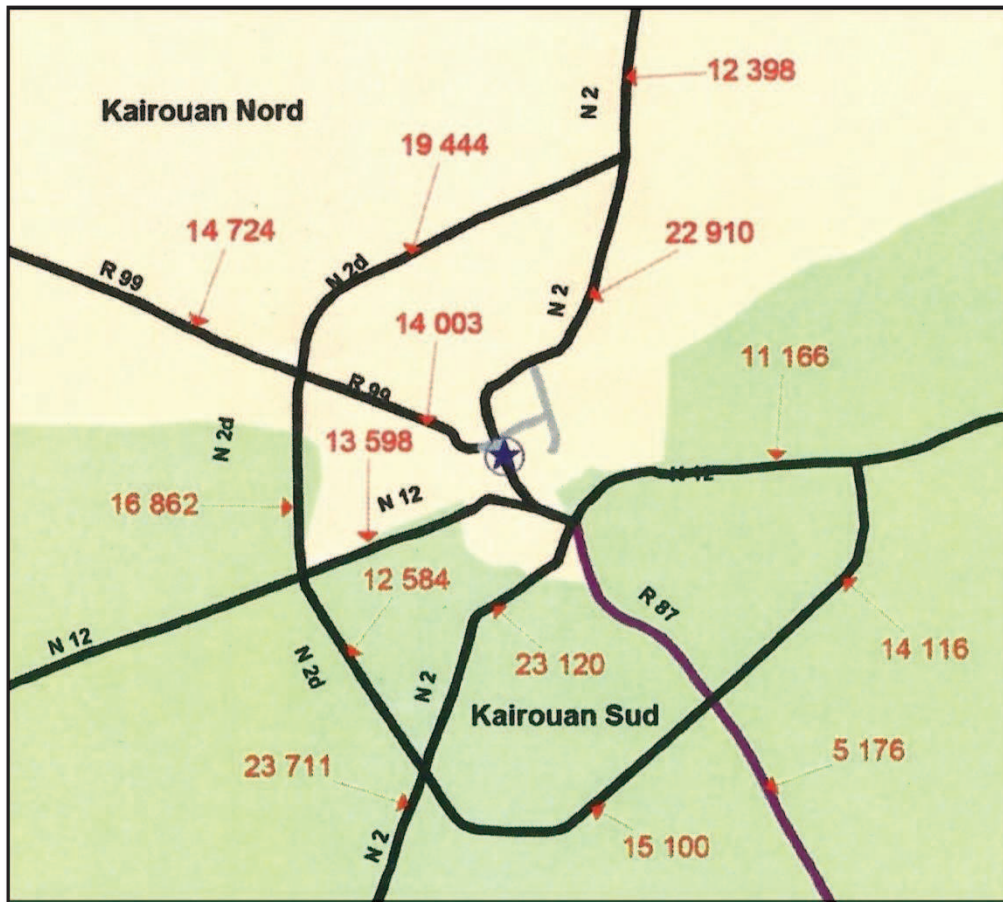 12 398
N 2
Kairouan Nord
19 444
14 724
22 910
R 99
N 2d
N 2
14 003
11 166
R 99
N 2d
13 598
N 12
N 12
16 862
12 584
R 87
N 12
N 2d
23 120
14 116
N 2
Kairouan Sud
23 711
5 176
N 2
15 100